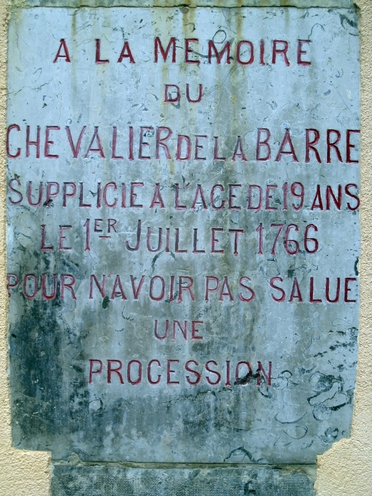 A LA MEMOIRE
DU
CHEVALIER DE LA BARRE
SUPPLICIE A L'AGE DE 19 ANS
LE 1ER JUILLET 1766
POUR N'AVOIR PAS SALUE
UNE
PROCESSION